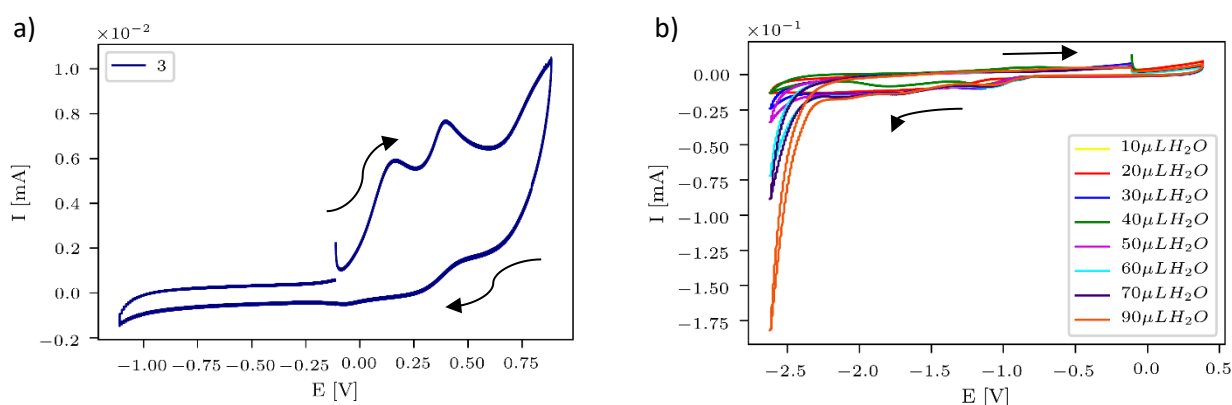 a)
×10⁻²
3
1.0
0.8
0.6
0.4
0.2
0.0
−0.2
I [mA]
−1.00 −0.75 −0.50 −0.25 0.00 0.25 0.50 0.75
E [V]
b)
×10⁻¹
0.00
−0.25
−0.50
−0.75
−1.00
−1.25
−1.50
−1.75
I [mA]
10μLH₂O
20μLH₂O
30μLH₂O
40μLH₂O
50μLH₂O
60μLH₂O
70μLH₂O
90μLH₂O
−2.5 −2.0 −1.5 −1.0 −0.5 0.0 0.5
E [V]